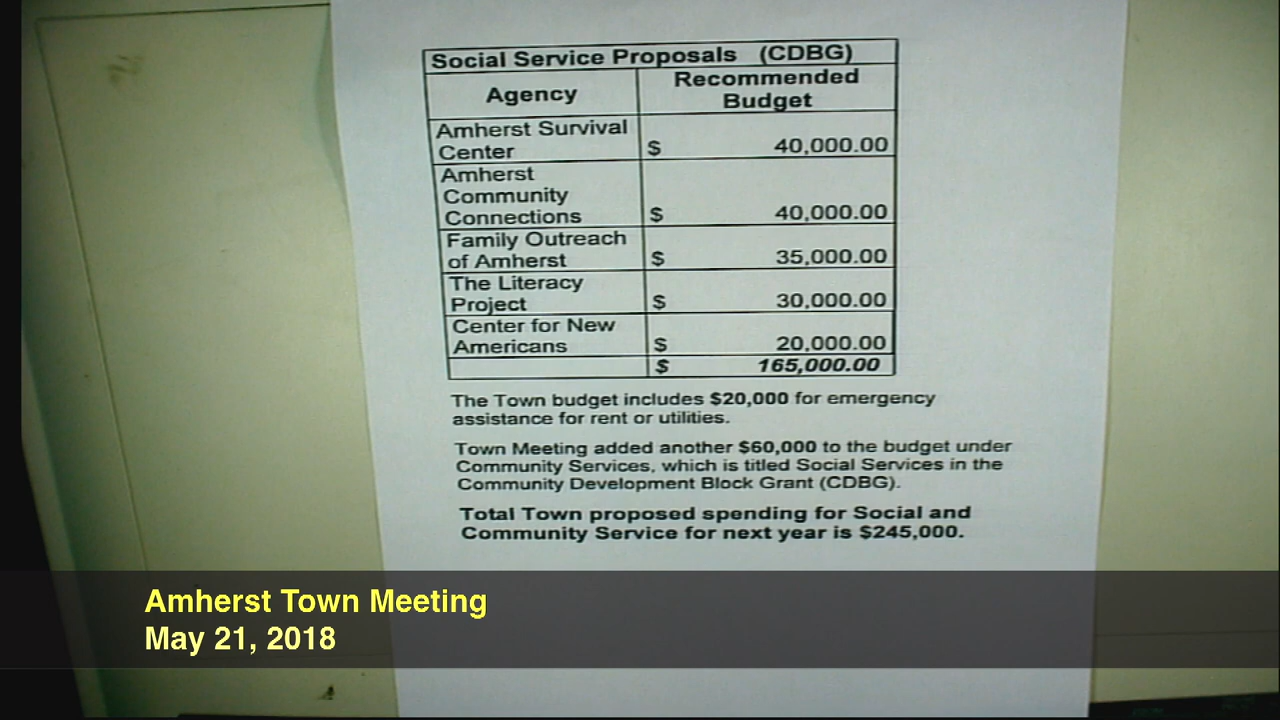 Social Service Proposals (CDBG)
Agency
Recommended
Budget
Amherst Survival
Center
$ 40,000.00
Amherst
Community
Connections
$ 40,000.00
Family Outreach
of Amherst
$ 35,000.00
The Literacy
Project
$ 30,000.00
Center for New
Americans
$ 20,000.00
$ 165,000.00
The Town budget includes $20,000 for emergency
assistance for rent or utilities.
Town Meeting added another $60,000 to the budget under
Community Services, which is titled Social Services in the
Community Development Block Grant (CDBG).
Total Town proposed spending for Social and
Community Service for next year is $245,000.
Amherst Town Meeting
May 21, 2018